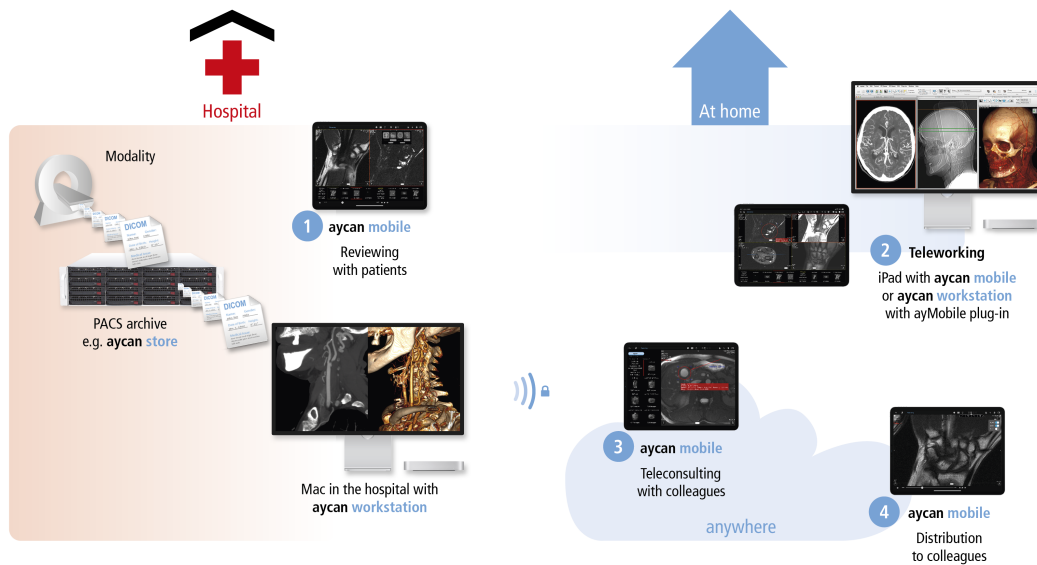 Hospital
Modality
DICOM
PACS archive
e.g. aycan store
DICOM
1
aycan mobile
Reviewing
with patients
Mac in the hospital with
aycan workstation
At home
2
Teleworking
iPad with aycan mobile
or aycan workstation
with ayMobile plug-in
3
aycan mobile
Teleconsulting
with colleagues
anywhere
4
aycan mobile
Distribution
to colleagues